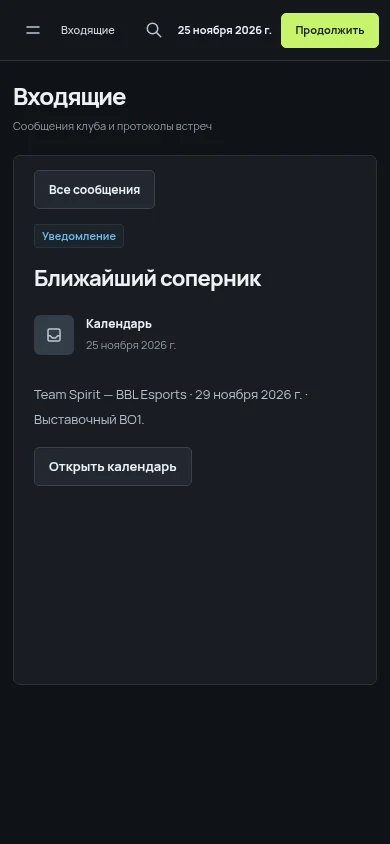 Входящие
25 ноября 2026 г.
Продолжить
Входящие
Сообщения клуба и протоколы встреч
Все сообщения
Уведомление
Ближайший соперник
Календарь
25 ноября 2026 г.
Team Spirit — BBL Esports · 29 ноября 2026 г. ·
Выставочный BO1.
Открыть календарь